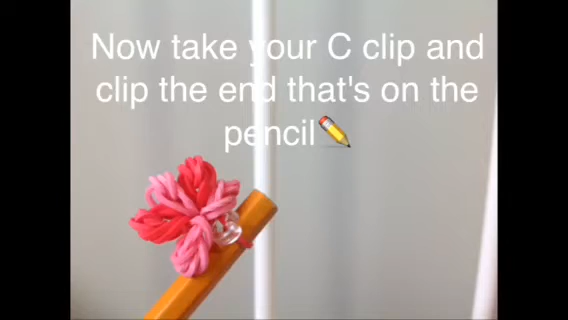 Now take your C clip and
clip the end that's on the
pencil✏️